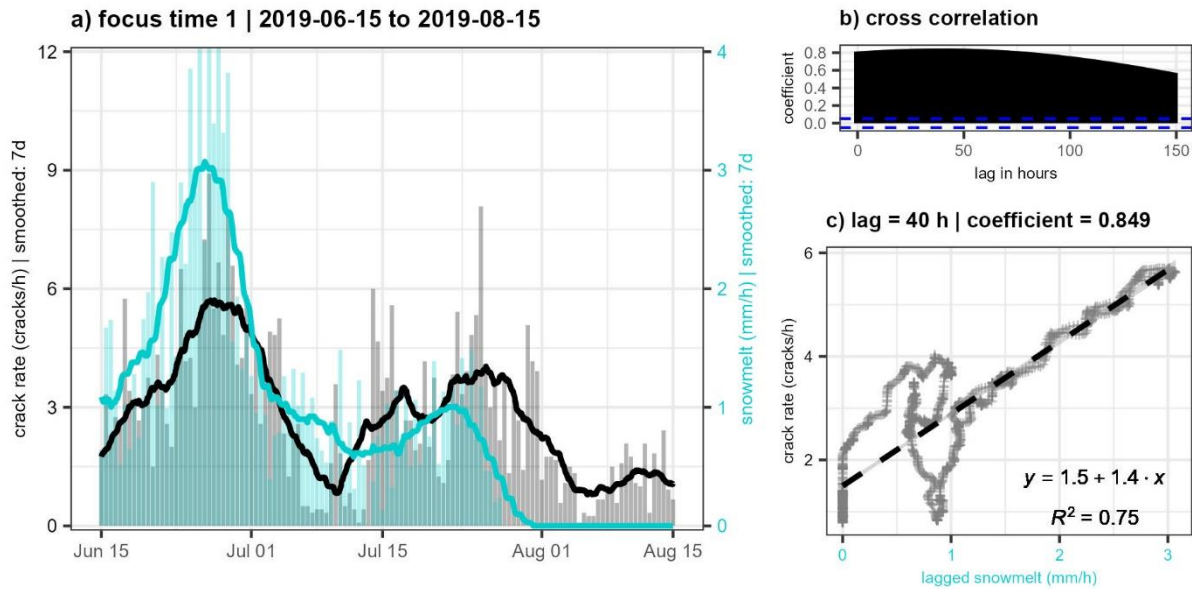 a) focus time 1 | 2019-06-15 to 2019-08-15
crack rate (cracks/h) | smoothed: 7d
12
9
6
3
0
4
3
2
1
0
snowmelt (mm/h) | smoothed: 7d
Jun 15
Jul 01
Jul 15
Aug 01
Aug 15
b) cross correlation
coefficient
0.8
0.6
0.4
0.2
0.0
0
50
100
150
lag in hours
c) lag = 40 h | coefficient = 0.849
crack rate (cracks/h)
6
4
2
y = 1.5 + 1.4 · x
R² = 0.75
0
1
2
3
lagged snowmelt (mm/h)